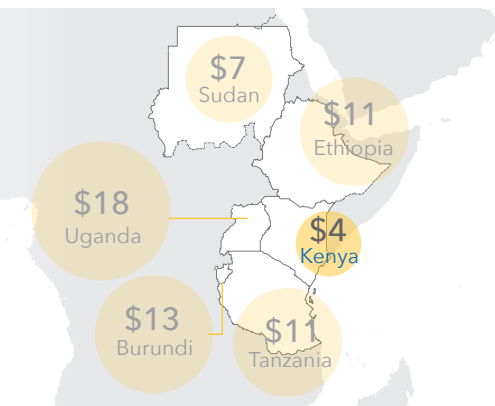 $7
Sudan
$11
Ethiopia
$18
Uganda
$4
Kenya
$13
Burundi
$11
Tanzania